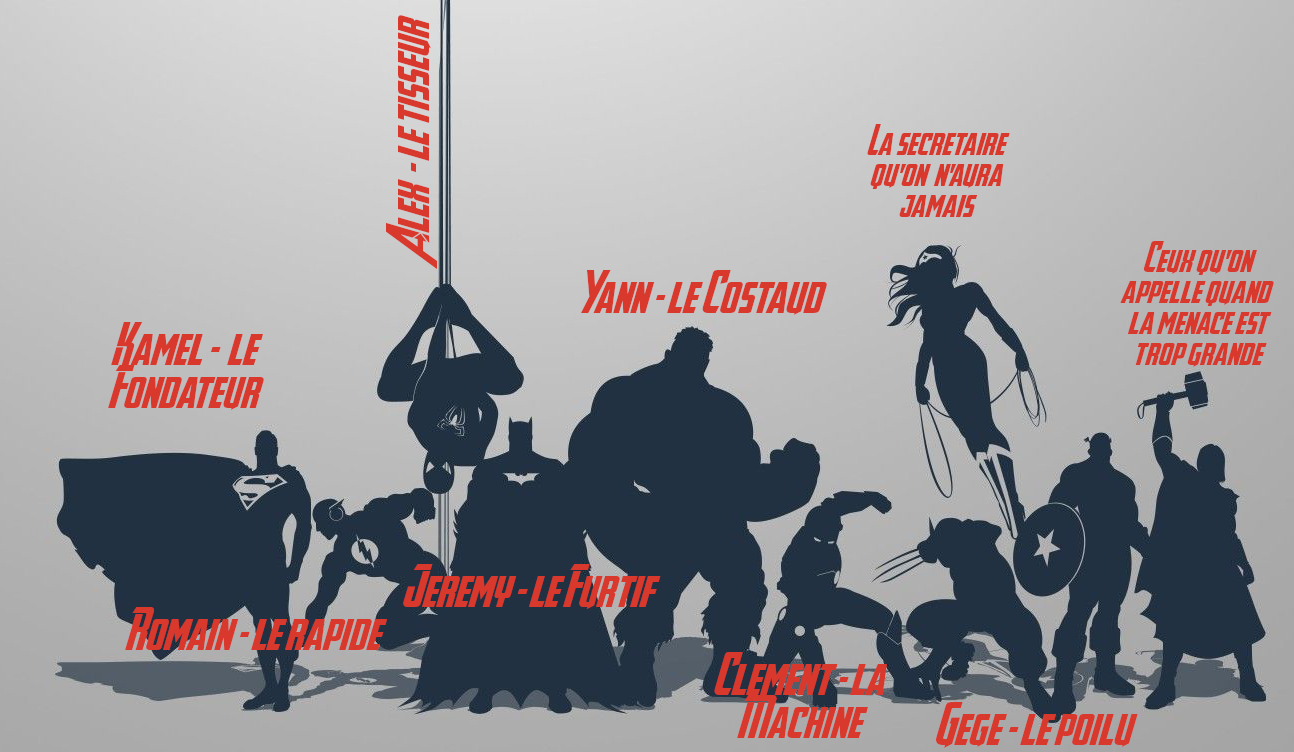 Alex - le tisseur
La secretaire
qu'on n'aura
jamais
Ceux qu'on
appelle quand
la menace est
trop grande
Yann - le Costaud
Kamel - le
Fondateur
Jeremy - le Furtif
Romain - le rapide
Clement - la
Machine
Gege - le poilu